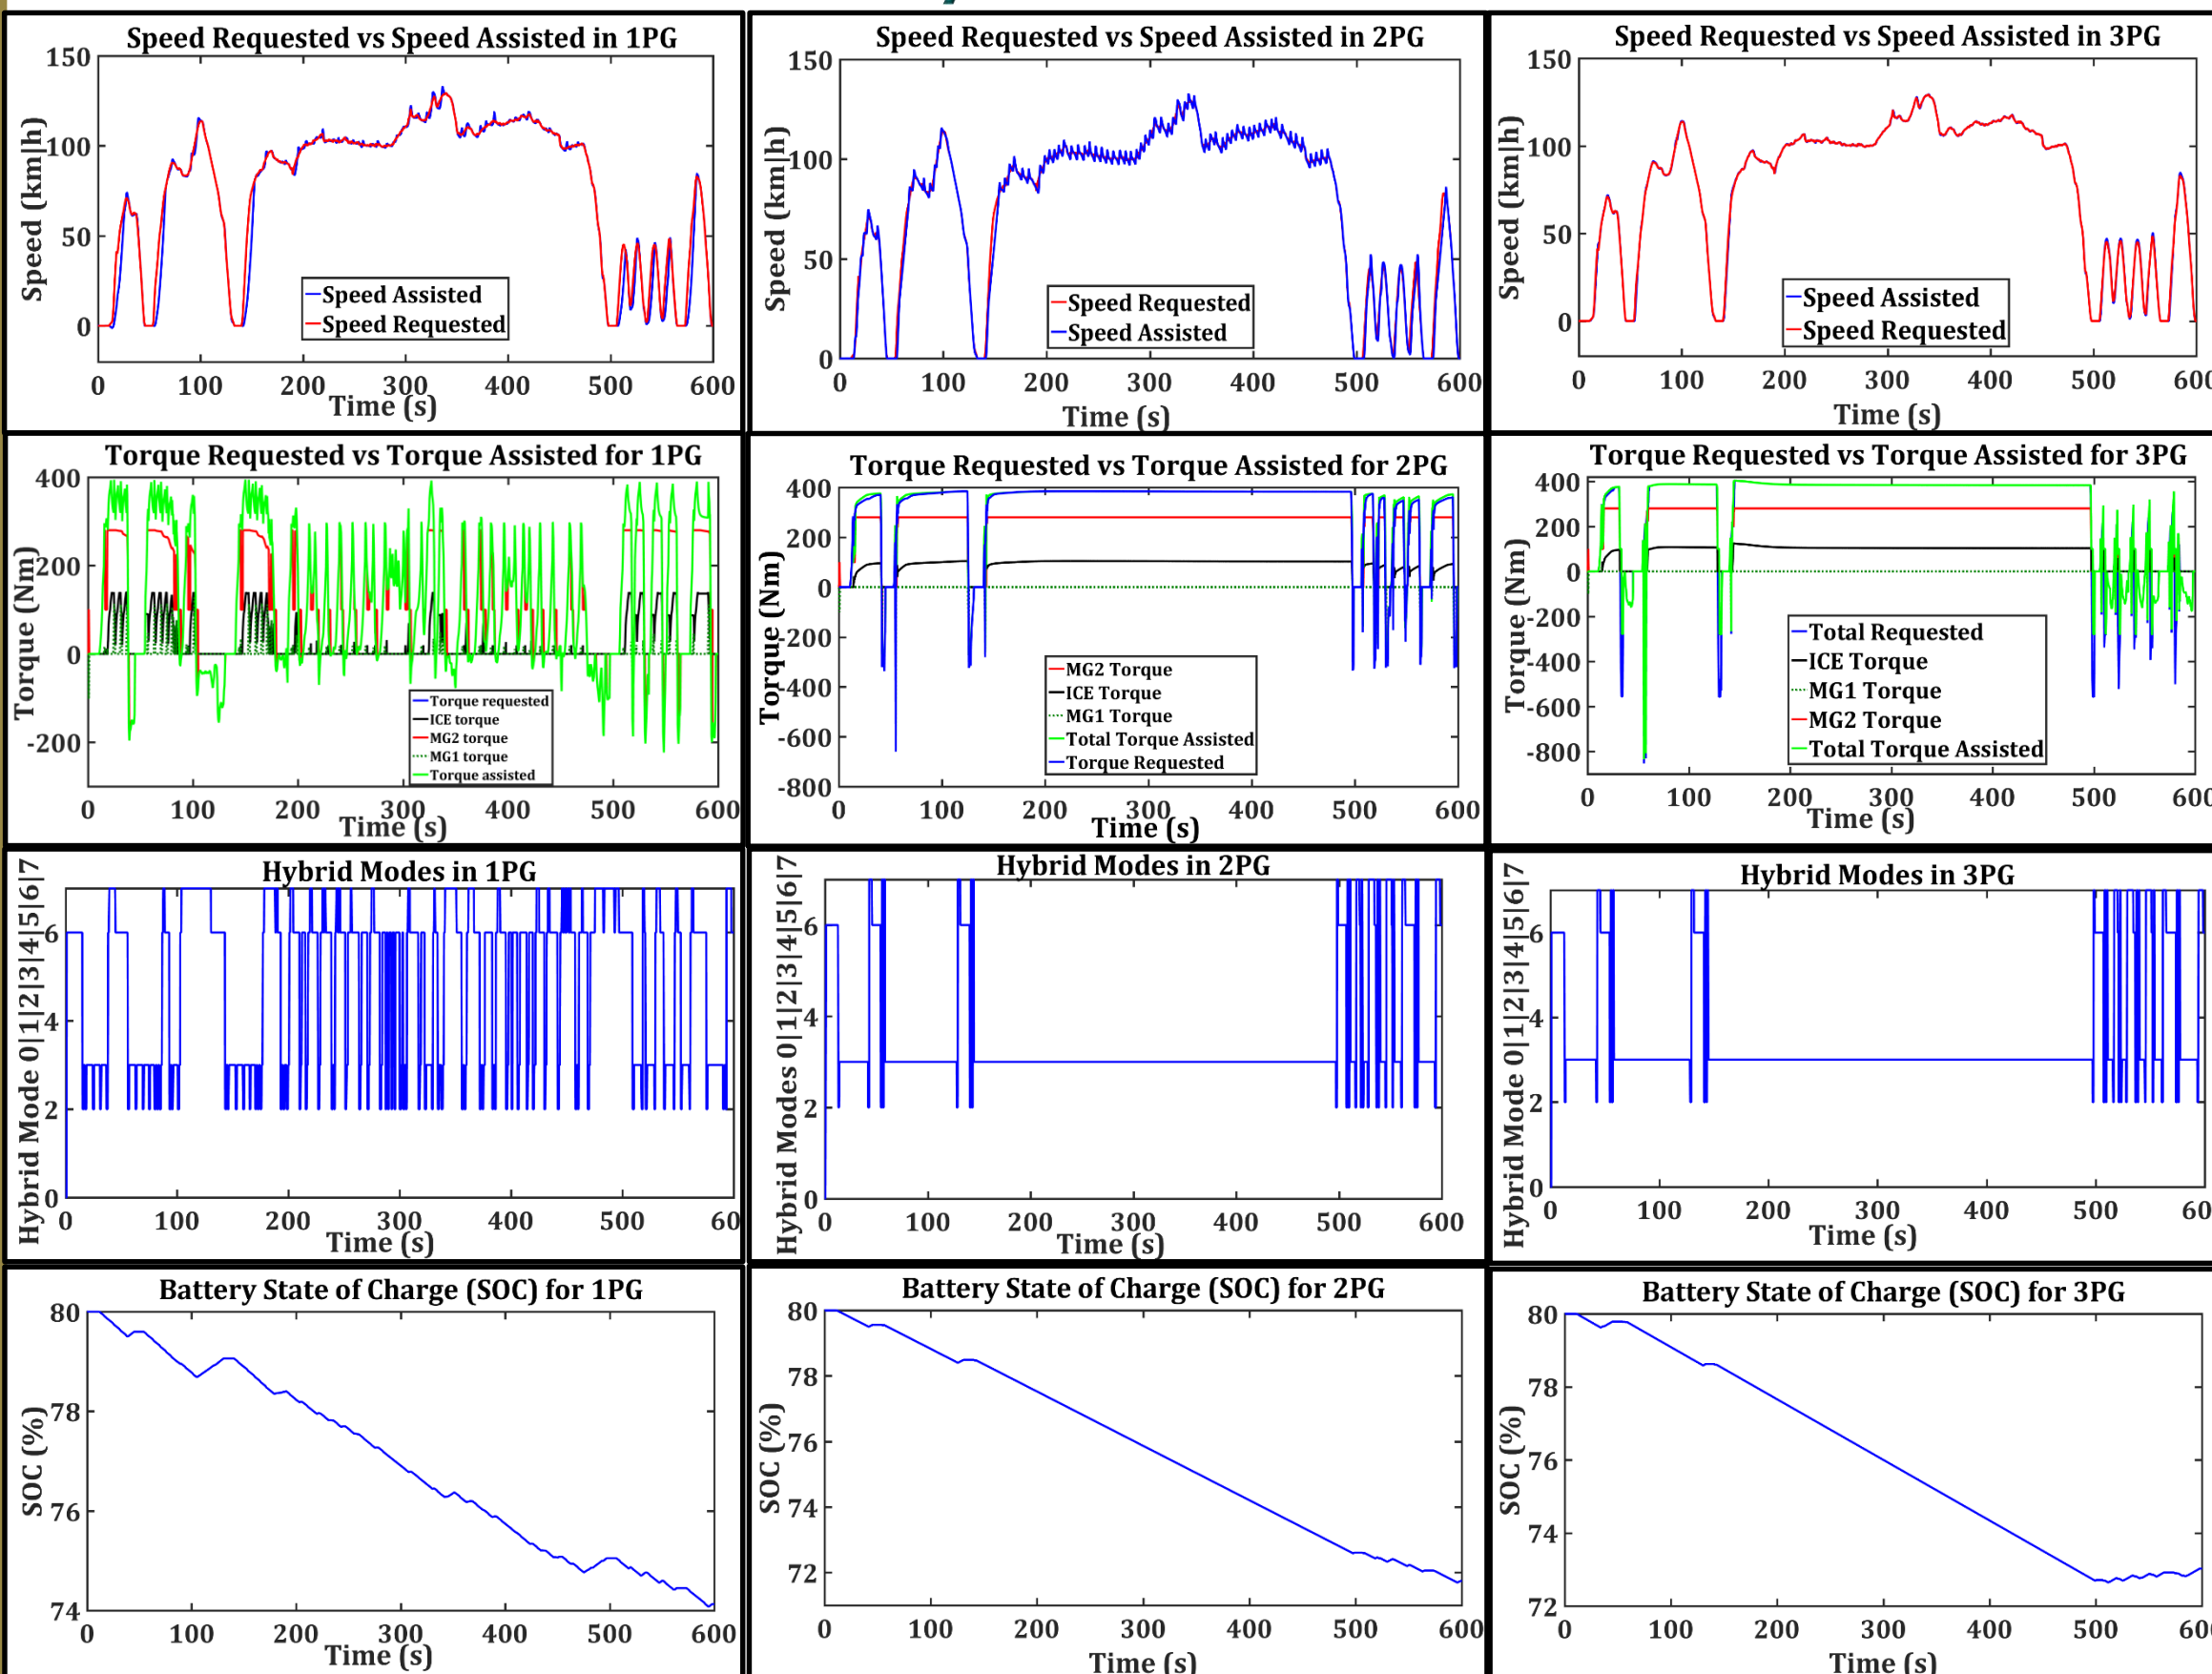 Speed Requested vs Speed Assisted in 1PG
150
100
50
0
Speed (km|h)
Speed Assisted
Speed Requested
0 100 200 300 400 500 600
Time (s)
Speed Requested vs Speed Assisted in 2PG
150
100
50
0
Speed (km|h)
Speed Requested
Speed Assisted
0 100 200 300 400 500 600
Time (s)
Speed Requested vs Speed Assisted in 3PG
150
100
50
0
Speed (km|h)
Speed Assisted
Speed Requested
0 100 200 300 400 500
Time (s)
Torque Requested vs Torque Assisted for 1PG
400
200
0
-200
Torque (Nm)
Torque requested
ICE torque
MG2 torque
MG1 torque
Torque assisted
0 100 200 300 400 500 600
Time (s)
Torque Requested vs Torque Assisted for 2PG
400
200
0
-200
-400
-600
-800
Torque (Nm)
MG2 Torque
ICE Torque
MG1 Torque
Total Torque Assisted
Torque Requested
0 100 200 300 400 500 600
Time (s)
Torque Requested vs Torque Assisted for 3PG
400
200
0
-200
-400
-600
-800
Torque (Nm)
Total Requested
ICE Torque
MG1 Torque
MG2 Torque
Total Torque Assisted
0 100 200 300 400 500
Time (s)
Hybrid Modes in 1PG
6
4
2
0
Hybrid Mode 0|1|2|3|4|5|6|7
0 100 200 300 400 500
Time (s)
Hybrid Modes in 2PG
6
4
2
0
Hybrid Modes 0|1|2|3|4|5|6|7
0 100 200 300 400 500 600
Time (s)
Hybrid Modes in 3PG
6
4
2
0
Hybrid Mode 0|1|2|3|4|5|6|7
0 100 200 300 400 500
Time (s)
Battery State of Charge (SOC) for 1PG
80
78
76
74
SOC (%)
0 100 200 300 400 500 600
Time (s)
Battery State of Charge (SOC) for 2PG
80
78
76
74
72
SOC (%)
0 100 200 300 400 500 600
Time (s)
Battery State of Charge (SOC) for 3PG
80
78
76
74
72
SOC (%)
0 100 200 300 400 500
Time (s)